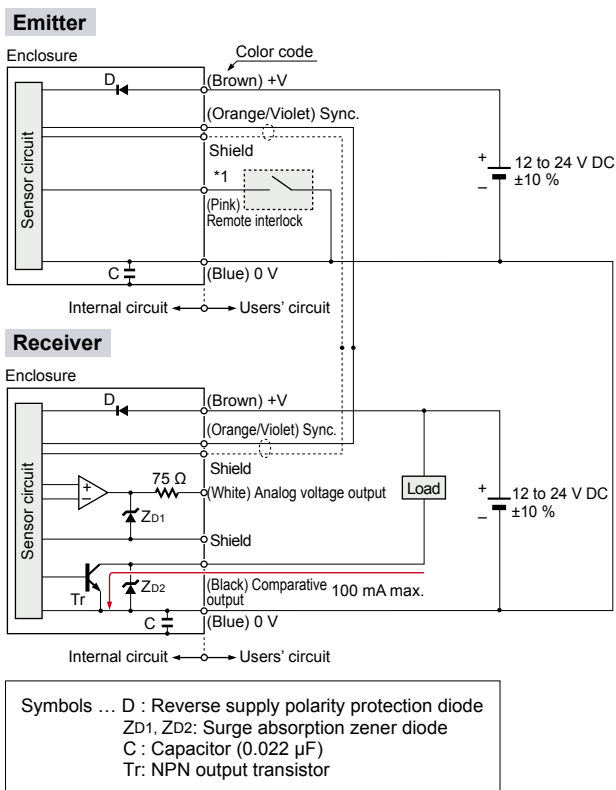 Emitter
Enclosure
Color code
D
(Brown) +V
(Orange/Violet) Sync.
Shield
Sensor circuit
*1
(Pink)
Remote interlock
+
12 to 24 V DC
–
±10 %
C
(Blue) 0 V
Internal circuit
Users' circuit
Receiver
Enclosure
D
(Brown) +V
(Orange/Violet) Sync.
Shield
Sensor circuit
+
–
75 Ω
(White) Analog voltage output
Load
+
12 to 24 V DC
–
±10 %
ZD1
Shield
Tr
ZD2
(Black) Comparative
output
100 mA max.
C
(Blue) 0 V
Internal circuit
Users' circuit
Symbols … D : Reverse supply polarity protection diode
ZD1, ZD2: Surge absorption zener diode
C : Capacitor (0.022 μF)
Tr: NPN output transistor